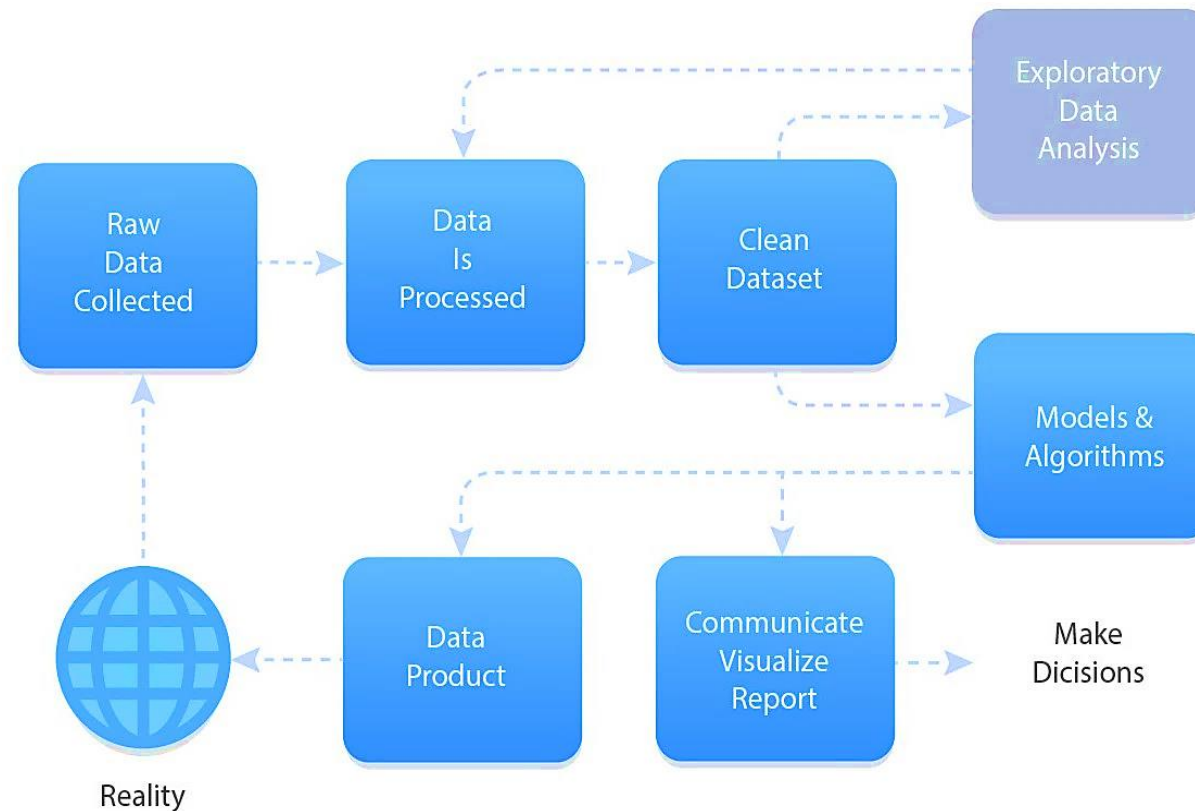 Exploratory
Data
Analysis
Raw
Data
Collected
Data
Is
Processed
Clean
Dataset
Models &
Algorithms
Data
Product
Communicate
Visualize
Report
Make
Dicisions
Reality